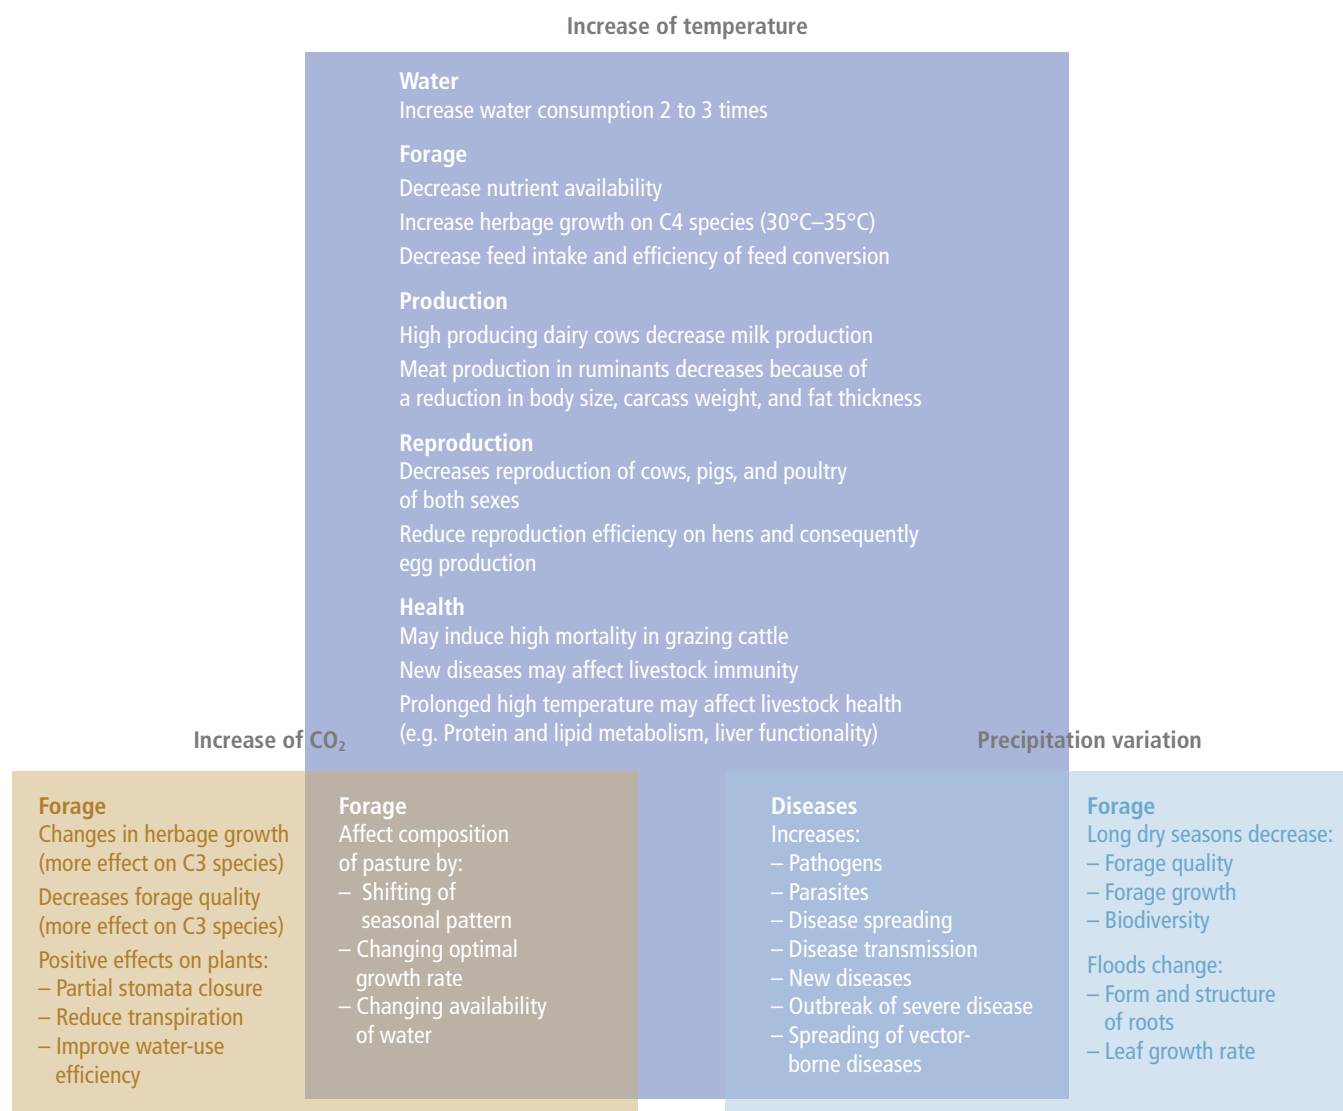 Increase of temperature
Water
Increase water consumption 2 to 3 times
Forage
Decrease nutrient availability
Increase herbage growth on C4 species (30°C–35°C)
Decrease feed intake and efficiency of feed conversion
Production
High producing dairy cows decrease milk production
Meat production in ruminants decreases because of
a reduction in body size, carcass weight, and fat thickness
Reproduction
Decreases reproduction of cows, pigs, and poultry
of both sexes
Reduce reproduction efficiency on hens and consequently
egg production
Health
May induce high mortality in grazing cattle
New diseases may affect livestock immunity
Prolonged high temperature may affect livestock health
(e.g. Protein and lipid metabolism, liver functionality)
Increase of CO₂
Forage
Changes in herbage growth
(more effect on C3 species)
Decreases forage quality
(more effect on C3 species)
Positive effects on plants:
– Partial stomata closure
– Reduce transpiration
– Improve water-use
efficiency
Forage
Affect composition
of pasture by:
– Shifting of
seasonal pattern
– Changing optimal
growth rate
– Changing availability
of water
Precipitation variation
Diseases
Increases:
– Pathogens
– Parasites
– Disease spreading
– Disease transmission
– New diseases
– Outbreak of severe disease
– Spreading of vector-
borne diseases
Forage
Long dry seasons decrease:
– Forage quality
– Forage growth
– Biodiversity
Floods change:
– Form and structure
of roots
– Leaf growth rate